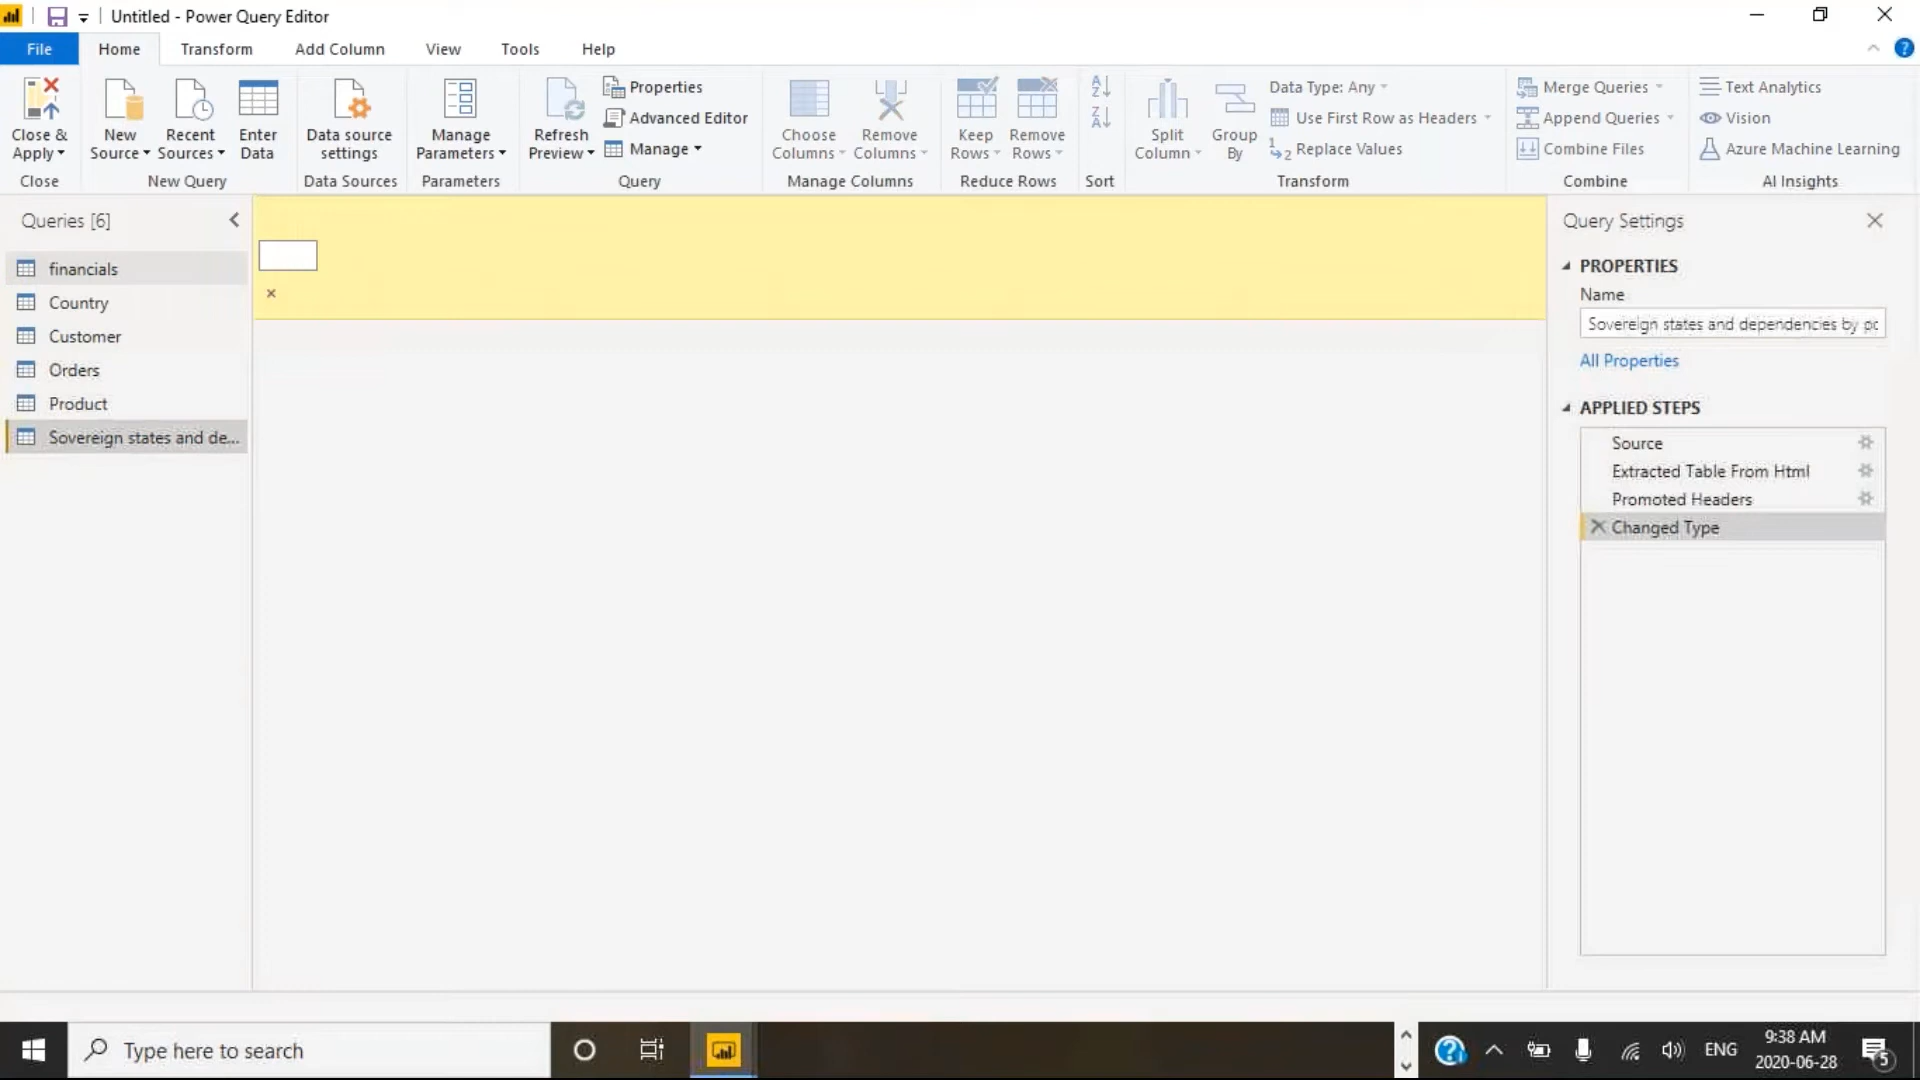 Untitled - Power Query Editor
File Home Transform Add Column View Tools Help
Close & Apply
New Source
Recent Sources
Enter Data
Data source settings
Manage Parameters
Refresh Preview
Properties
Advanced Editor
Manage
Choose Columns
Remove Columns
Keep Rows
Remove Rows
Split Column
Group By
Data Type: Any
Use First Row as Headers
Replace Values
Merge Queries
Append Queries
Combine Files
Text Analytics
Vision
Azure Machine Learning
Close New Query Data Sources Parameters Query Manage Columns Reduce Rows Sort Transform Combine AI Insights
Queries [6]
financials
Country
Customer
Orders
Product
Sovereign states and de...
Query Settings
PROPERTIES
Name
Sovereign states and dependencies by pc
All Properties
APPLIED STEPS
Source
Extracted Table From Html
Promoted Headers
Changed Type
Type here to search
ENG
9:38 AM
2020-06-28
5